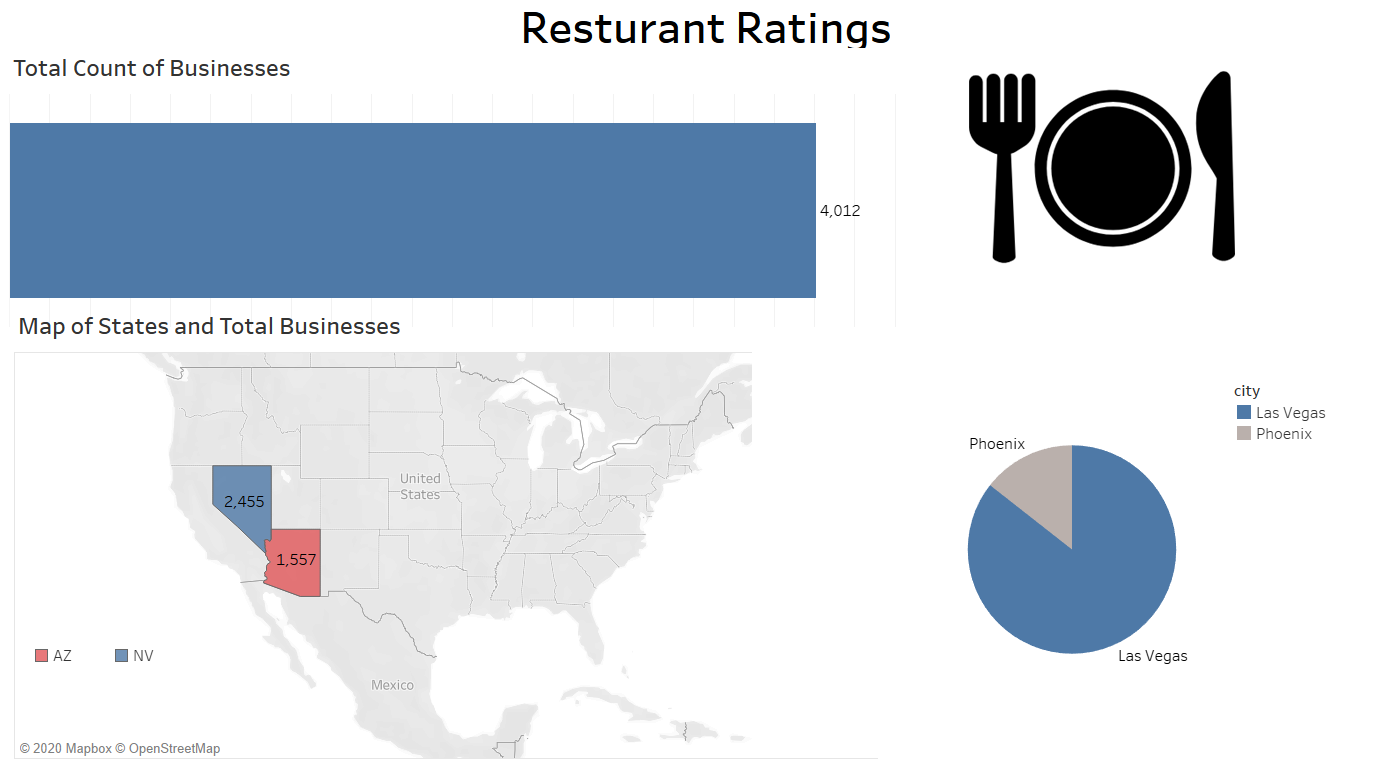 Resturant Ratings
Total Count of Businesses
4,012
Map of States and Total Businesses
United
States
2,455
1,557
AZ
NV
Mexico
© 2020 Mapbox © OpenStreetMap
city
Las Vegas
Phoenix
Phoenix
Las Vegas